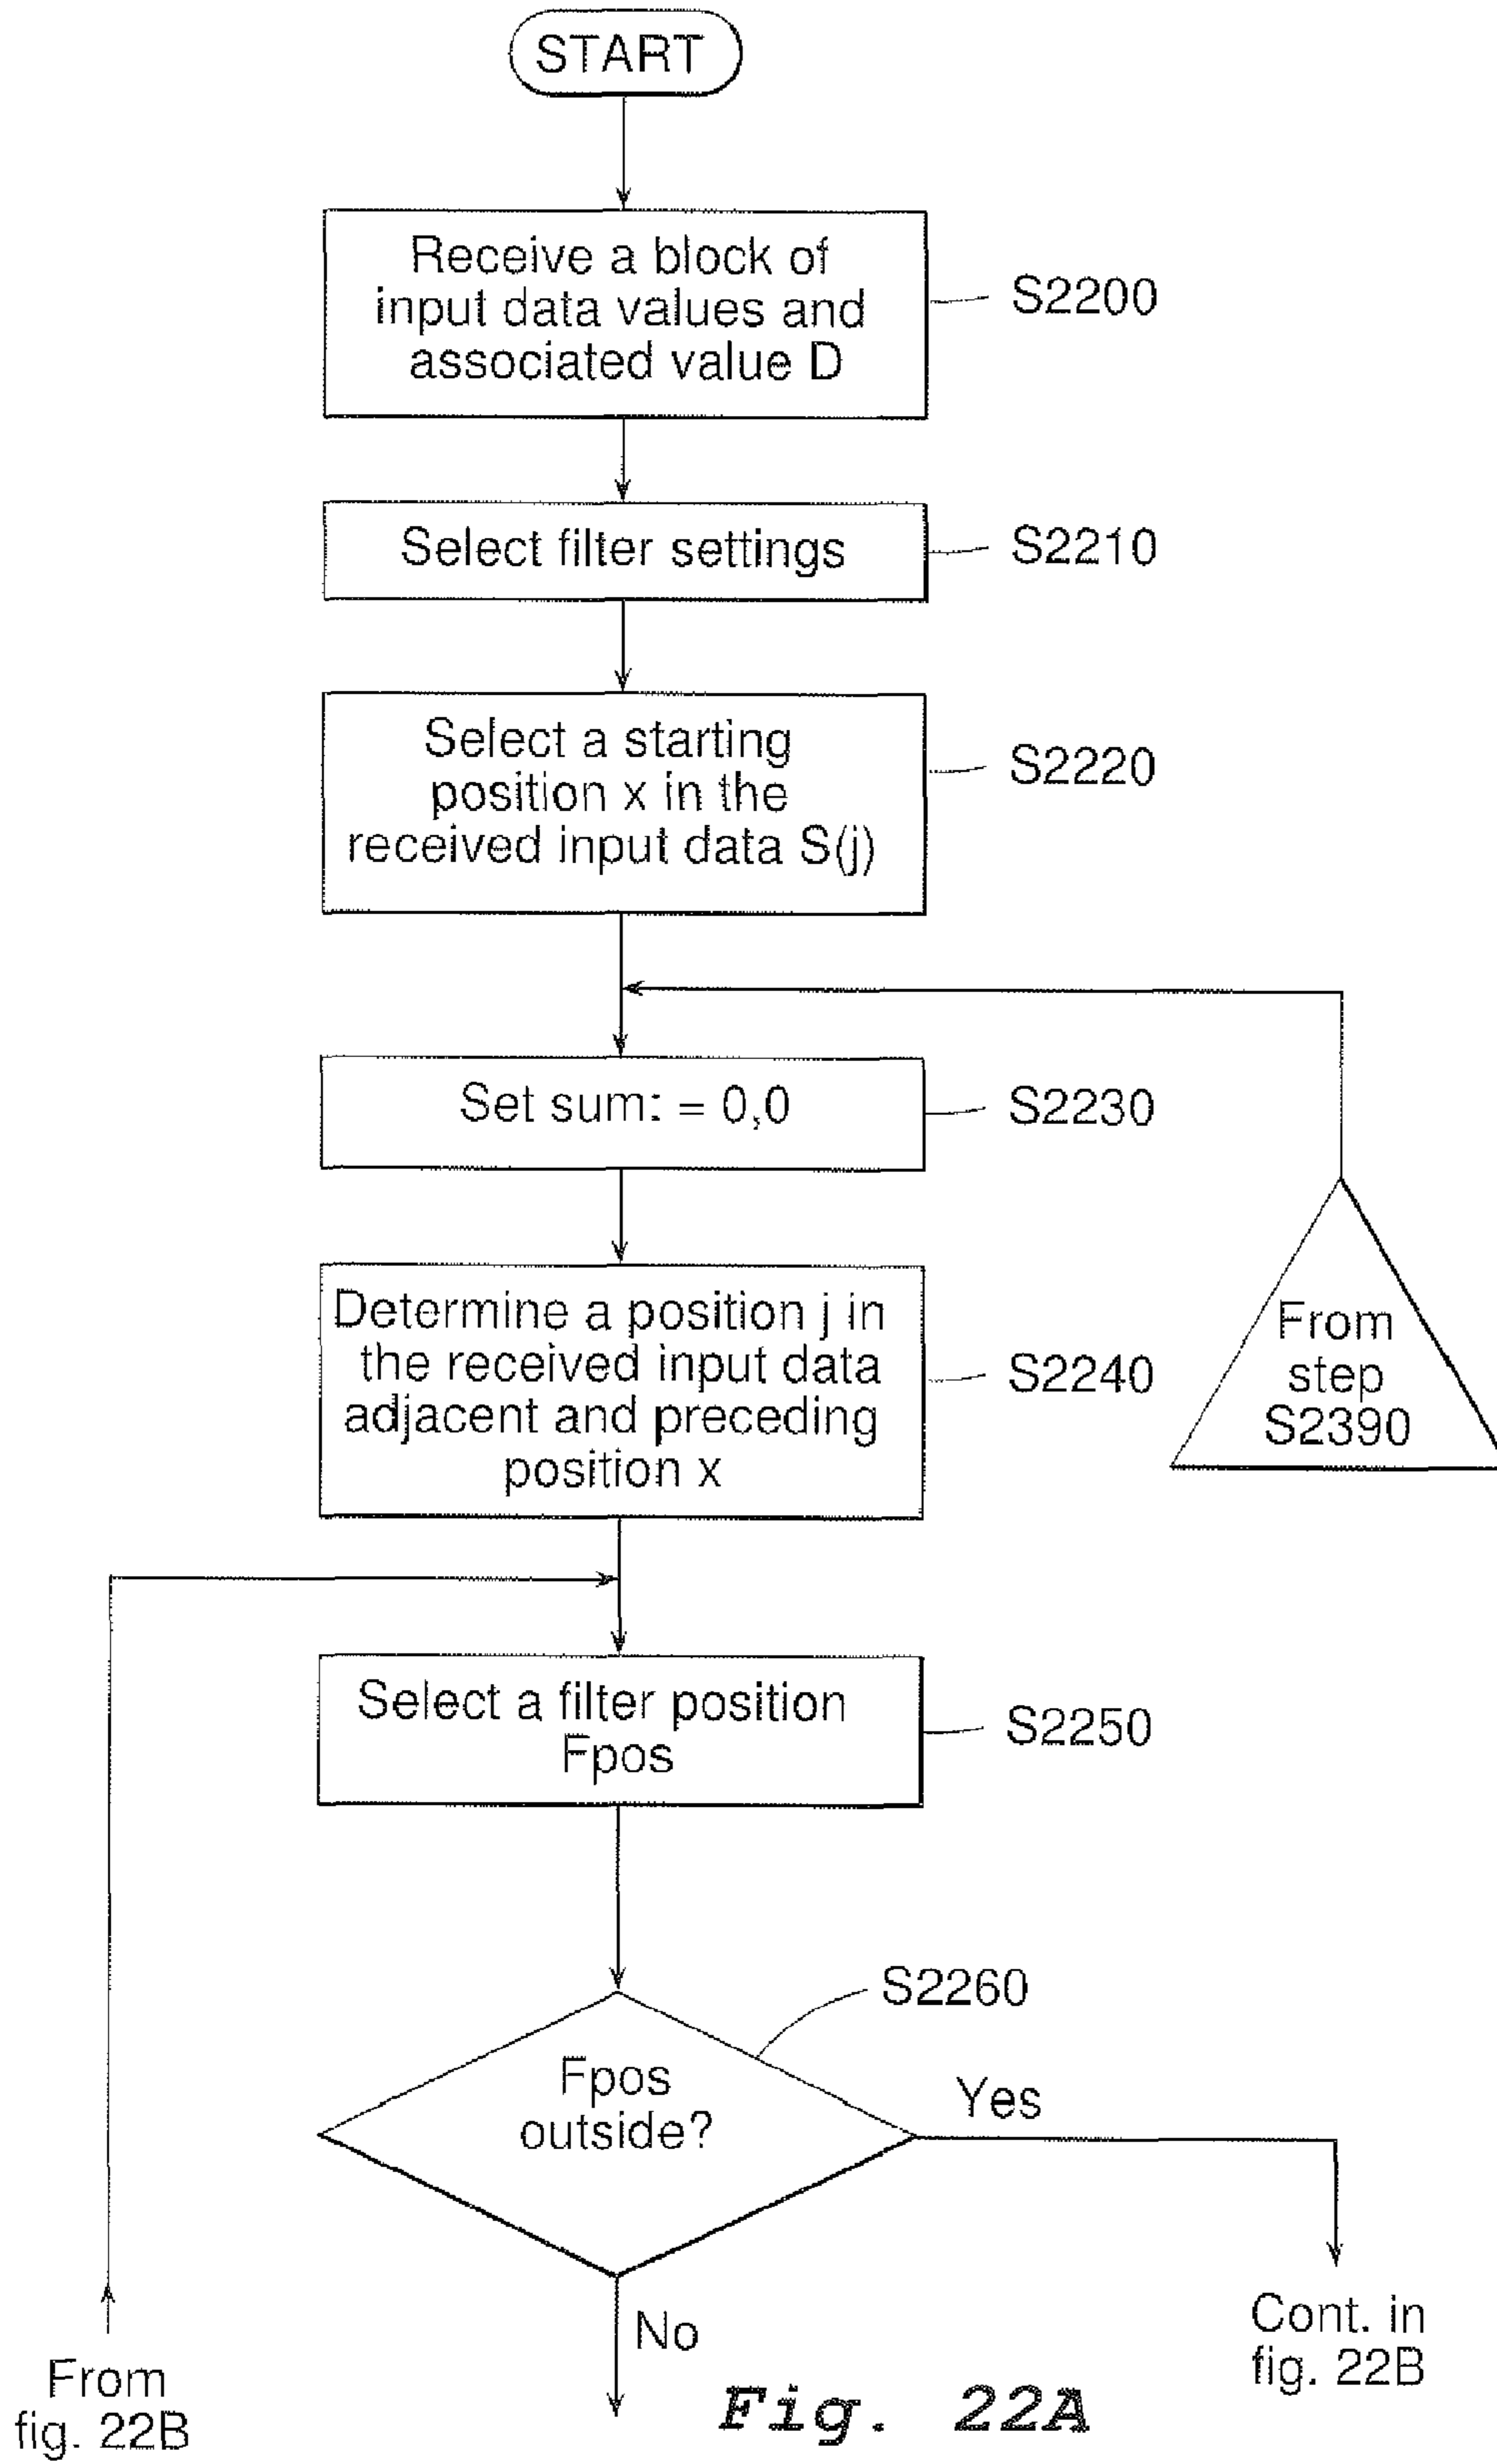 START
Receive a block of
input data values and
associated value D
S2200
Select filter settings
S2210
Select a starting
position x in the
received input data S(j)
S2220
Set sum: = 0,0
S2230
Determine a position j in
the received input data
adjacent and preceding
position x
S2240
From
step
S2390
Select a filter position
Fpos
S2250
S2260
Fpos
outside?
Yes
No
Cont. in
fig. 22B
From
fig. 22B
Fig. 22A